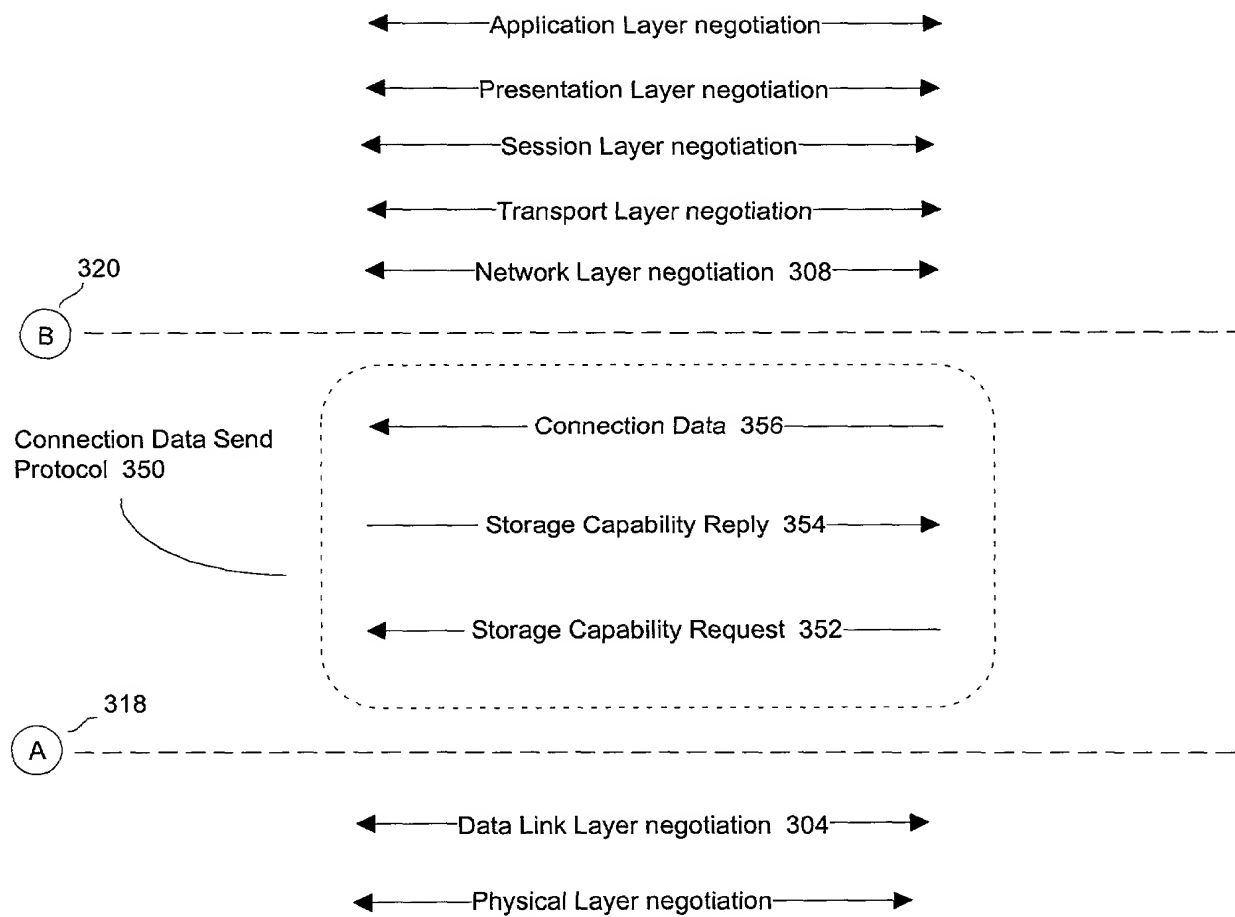 Application Layer negotiation
Presentation Layer negotiation
Session Layer negotiation
Transport Layer negotiation
Network Layer negotiation 308
320
B
Connection Data 356
Connection Data Send
Protocol 350
Storage Capability Reply 354
Storage Capability Request 352
318
A
Data Link Layer negotiation 304
Physical Layer negotiation